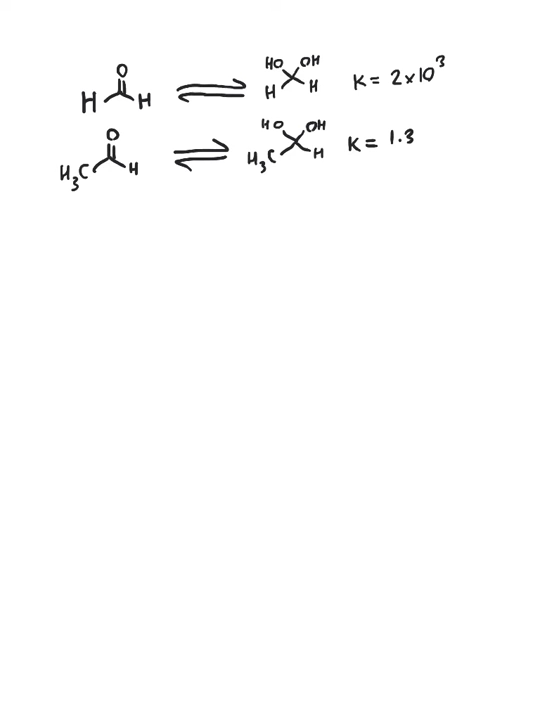 O HO OH
H H H H K = 2×10³
O HO OH
H₃C H H₃C H K = 1.3